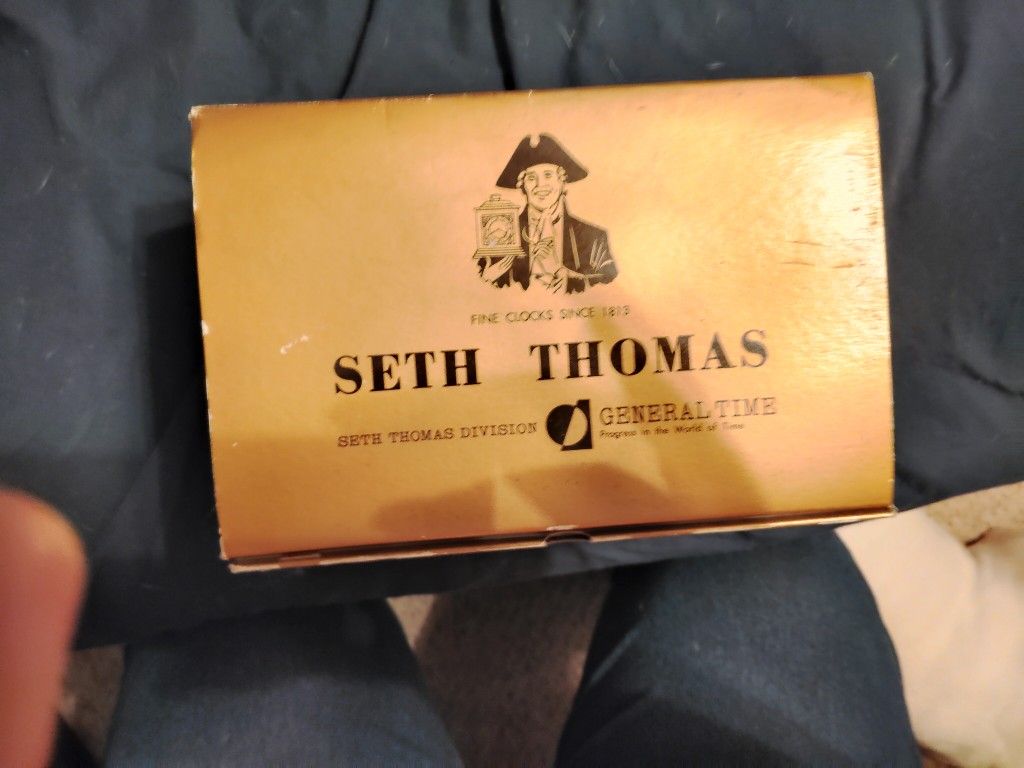 FINE CLOCKS SINCE 1813
SETH THOMAS
SETH THOMAS DIVISION
GENERAL TIME
Progress in the World of Time